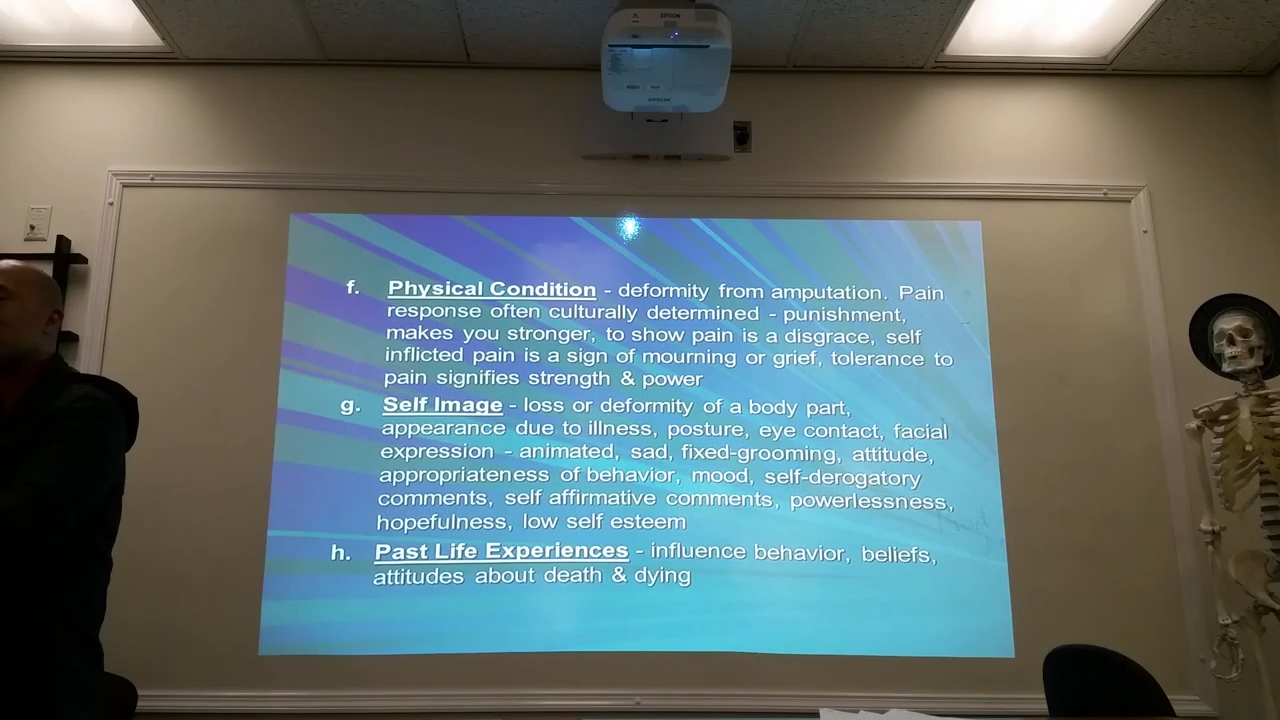 EPSON
EPSON
f. Physical Condition - deformity from amputation. Pain
response often culturally determined - punishment,
makes you stronger, to show pain is a disgrace, self
inflicted pain is a sign of mourning or grief, tolerance to
pain signifies strength & power
g. Self Image - loss or deformity of a body part,
appearance due to illness, posture, eye contact, facial
expression - animated, sad, fixed-grooming, attitude,
appropriateness of behavior, mood, self-derogatory
comments, self affirmative comments, powerlessness,
hopefulness, low self esteem
h. Past Life Experiences - influence behavior, beliefs,
attitudes about death & dying